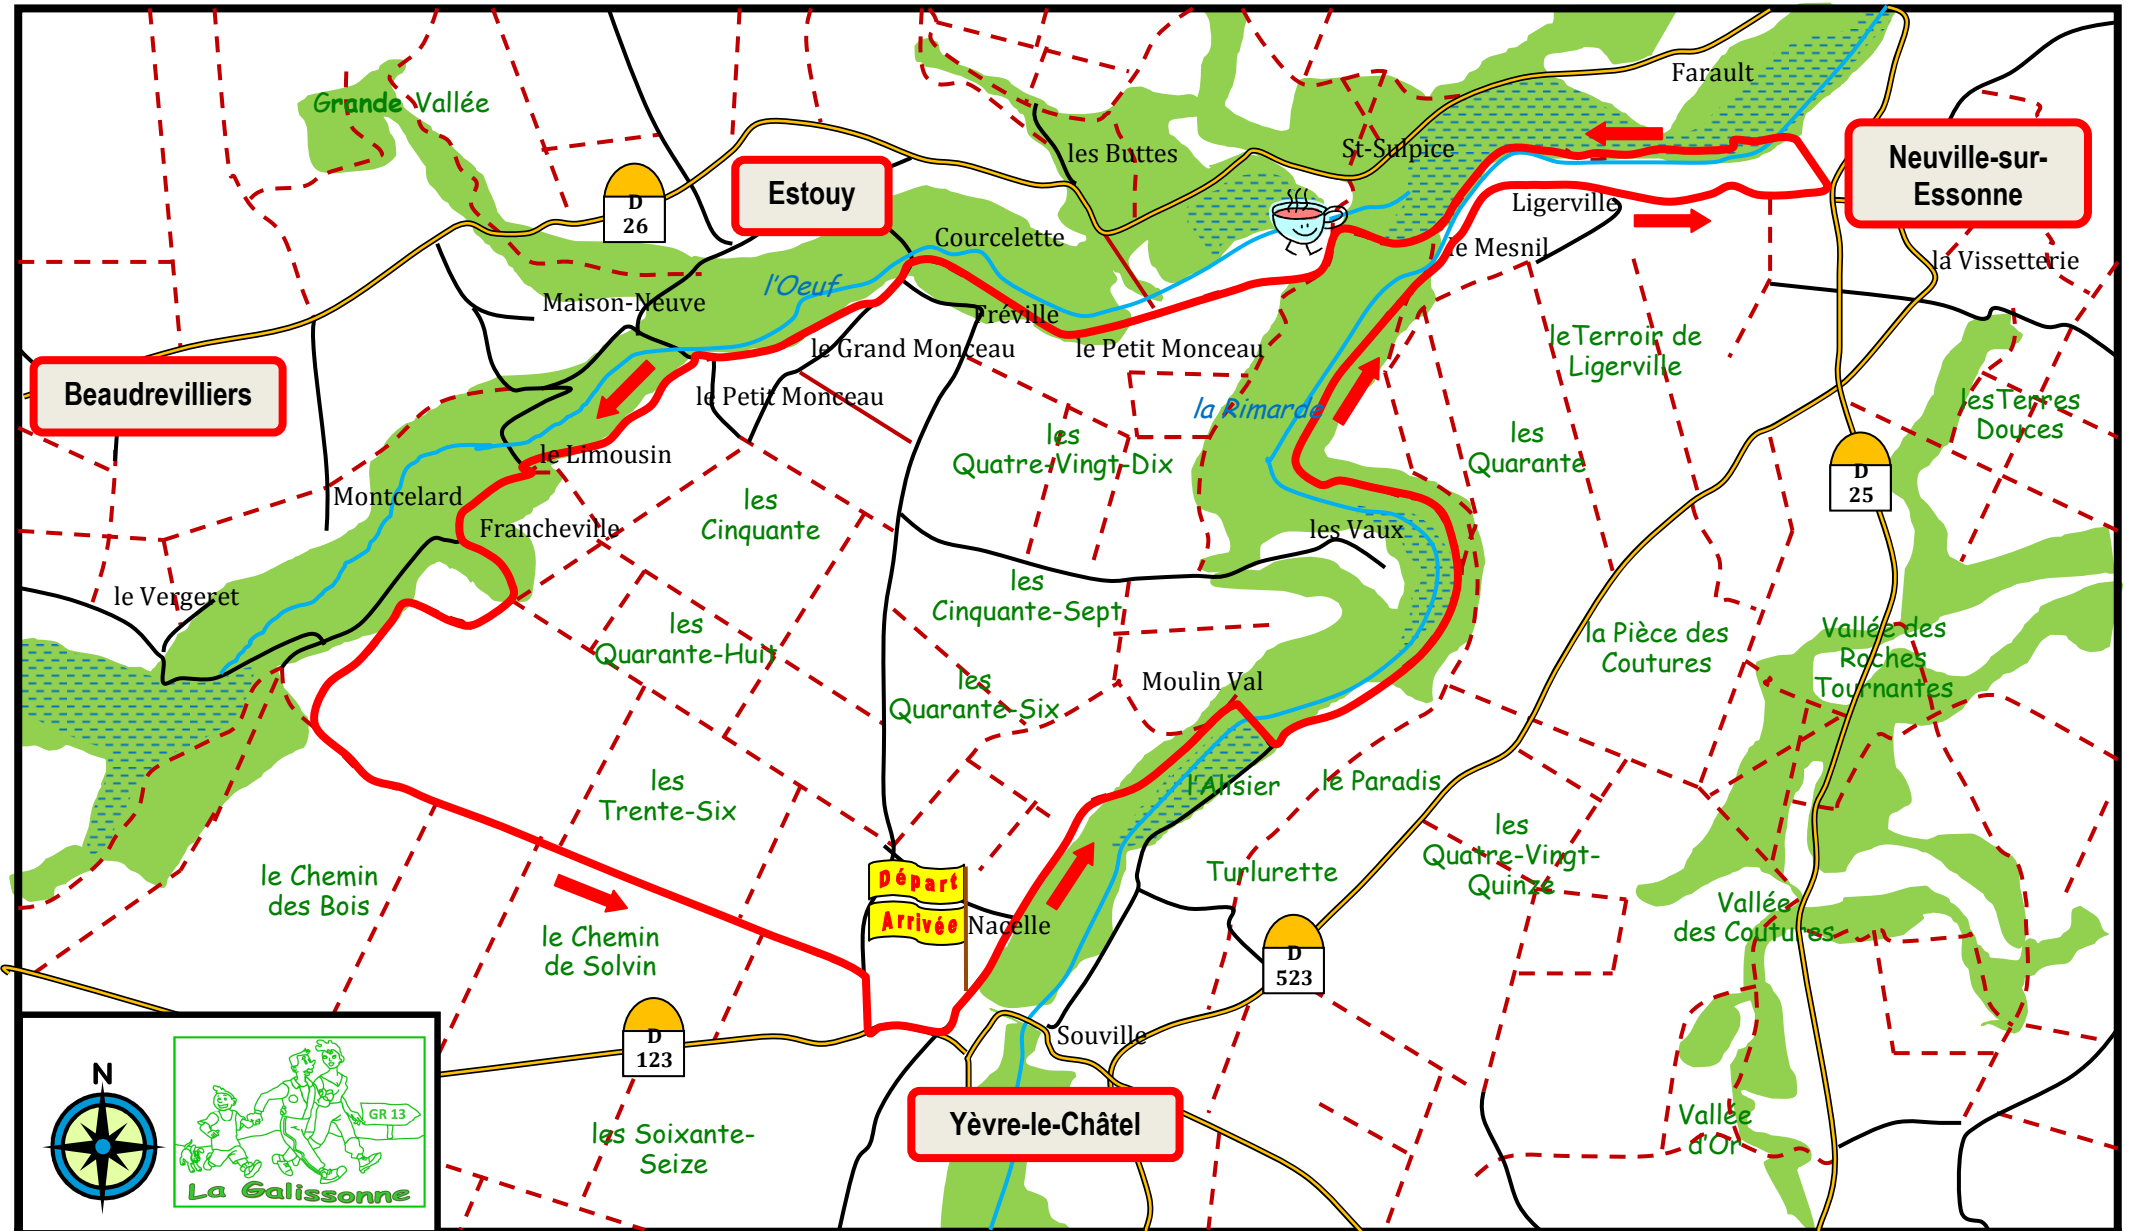 Farault
Grande Vallée
les Buttes
St-Sulpice
Neuville-sur-
Essonne
Estouy
D
26
Ligerville
Courcelette
le Mesnil
la Vissetterie
l'Oeuf
Maison-Neuve
Fréville
le Grand Monceau
le Petit Monceau
leTerroir de
Ligerville
Beaudrevilliers
le Petit Monceau
la Rimarde
lesTerres
Douces
les
Quatre-Vingt-Dix
les
Quarante
le Limousin
D
25
Montcelard
les
Cinquante
Francheville
les Vaux
le Vergeret
les
Cinquante-Sept
les
Quarante-Huit
la Pièce des
Coutures
Vallée des
Roches
Tournantes
les
Quarante-Six
Moulin Val
les
Trente-Six
l'Alisier
le Paradis
les
Quatre-Vingt-
Quinze
Turlurette
le Chemin
des Bois
Départ
Arrivée
Nacelle
Vallée
des Coutures
le Chemin
de Solvin
D
523
D
123
Souville
N
GR 13
La Galissonne
Yèvre-le-Châtel
les Soixante-
Seize
Vallée
d'Or